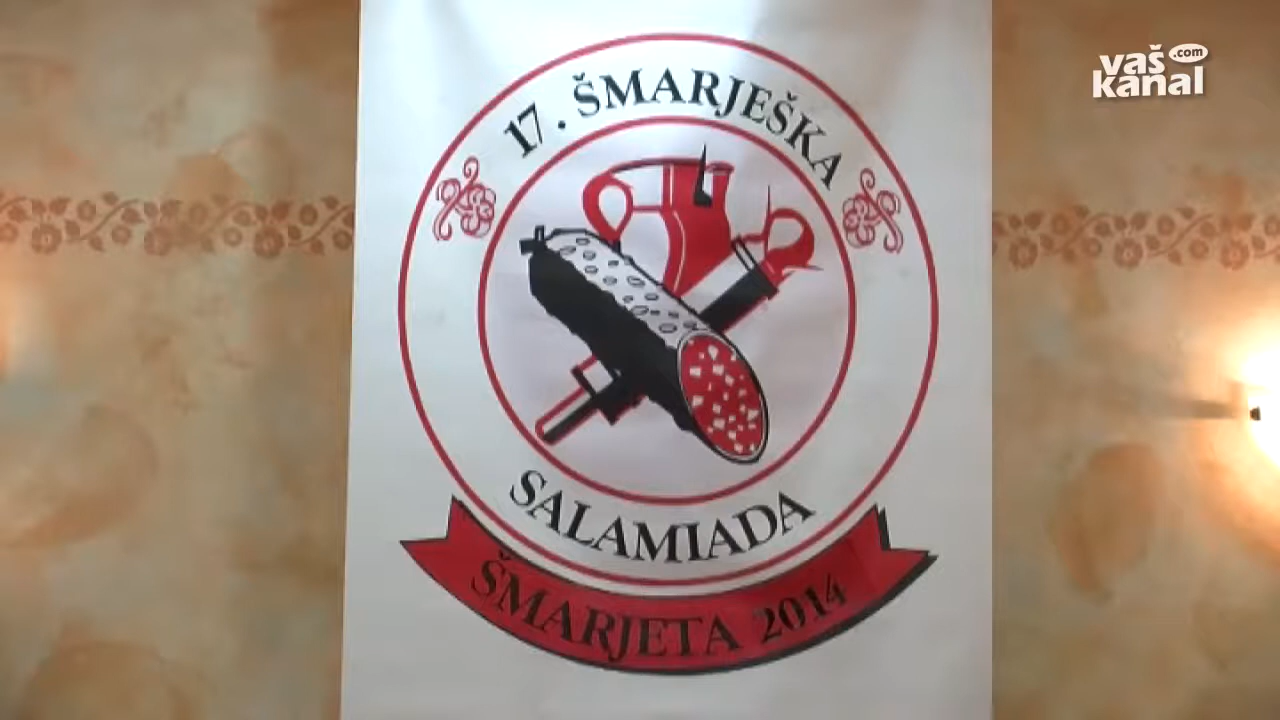 vaš
.com
kanal
17. ŠMARJEŠKA
SALAMIADA
ŠMARJETA 2014